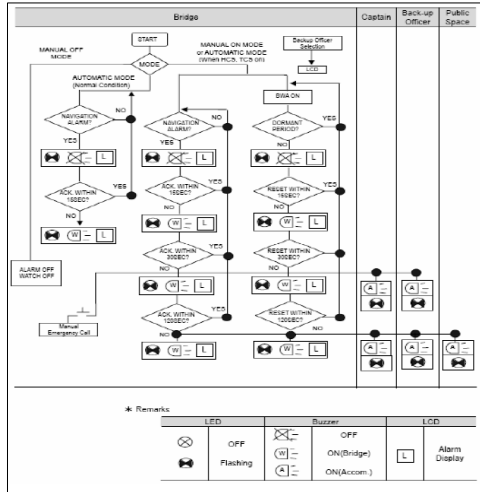 Bridge
Captain
Back-up
Officer
Public
Space
START
MANUAL OFF
MODE
MODE
MANUAL ON MODE
or AUTOMATIC MODE
(When HCS, TCS on)
Backup Officer
Selection
LCD
AUTOMATIC MODE
(Normal Condition)
BWA ON
NAVIGATION
ALARM?
NO
YES
NAVIGATION
ALARM?
NO
YES
DORMANT
PERIOD?
YES
NO
L
L
L
ACK. WITHIN
15SEC?
YES
NO
ACK. WITHIN
15SEC?
YES
NO
RESET WITHIN
15SEC?
YES
NO
W
L
W
L
W
L
ACK. WITHIN
30SEC?
YES
NO
RESET WITHIN
30SEC?
YES
NO
ALARM OFF
WATCH OFF
W
L
W
L
A
A
Manual
Emergency Call
ACK. WITHIN
120SEC?
YES
NO
RESET WITHIN
120SEC?
YES
NO
W
L
W
L
A
A
A
* Remarks
LED
Buzzer
LCD
OFF
OFF
Flashing
W
ON(Bridge)
A
ON(Accom.)
L
Alarm
Display